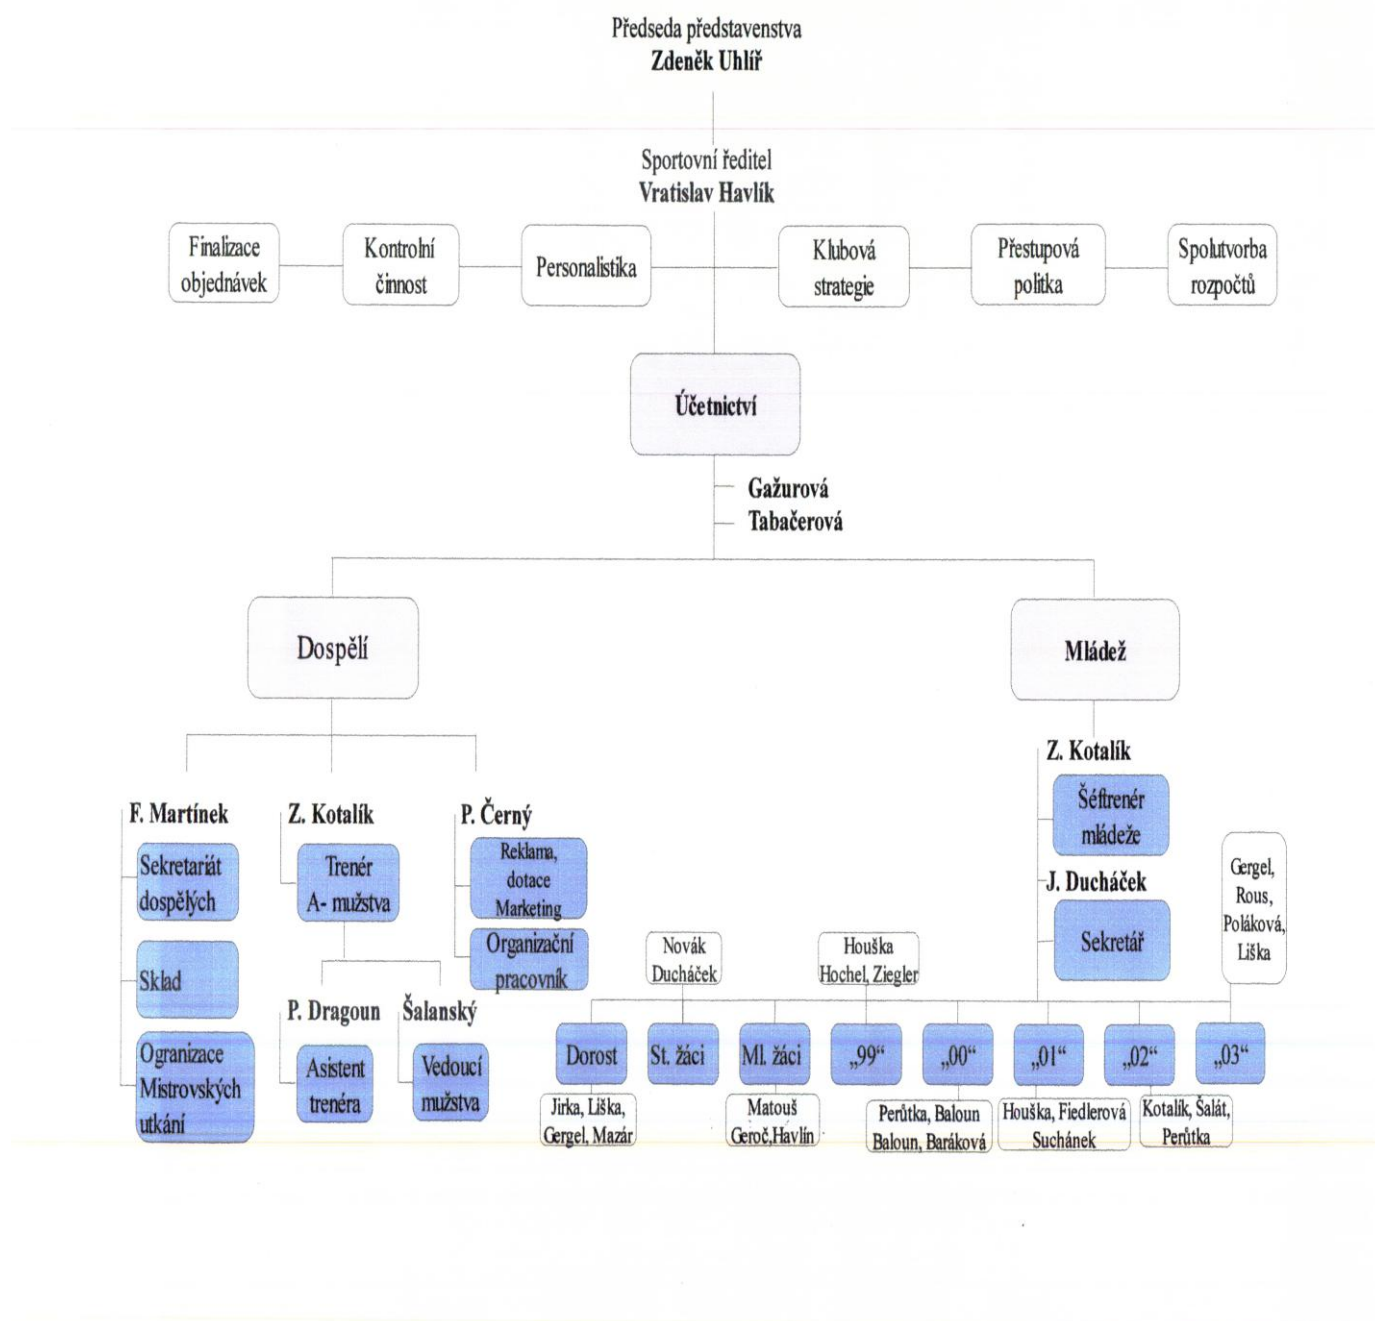 Předseda představenstva
Zdeněk Uhlíř
Sportovní ředitel
Vratislav Havlík
Finalizace
objednávek
Kontrolní
činnost
Personalistika
Klubová
strategie
Přestupová
politka
Spolutvorba
rozpočtů
Účetnictví
Gažurová
Tabačerová
Dospělí
Mládež
F. Martínek
Sekretariát
dospělých
Sklad
Ogranizace
Mistrovských
utkání
Z. Kotalík
Trenér
A- mužstva
P. Dragoun
Asistent
trenéra
Šalanský
Vedoucí
mužstva
P. Černý
Reklama,
dotace
Marketing
Organizační
pracovník
Z. Kotalík
Šéftrenér
mládeže
J. Ducháček
Sekretář
Gergel,
Rous,
Poláková,
Liška
Novák
Ducháček
Houška
Hochel, Ziegler
Dorost
St. žáci
Ml. žáci
„99“
„00“
„01“
„02“
„03“
Jirka, Liška,
Gergel, Mazár
Matouš
Geroč,Havlín
Perůtka, Baloun
Baloun, Baráková
Houška, Fiedlerová
Suchánek
Kotalík, Šalát,
Perůtka